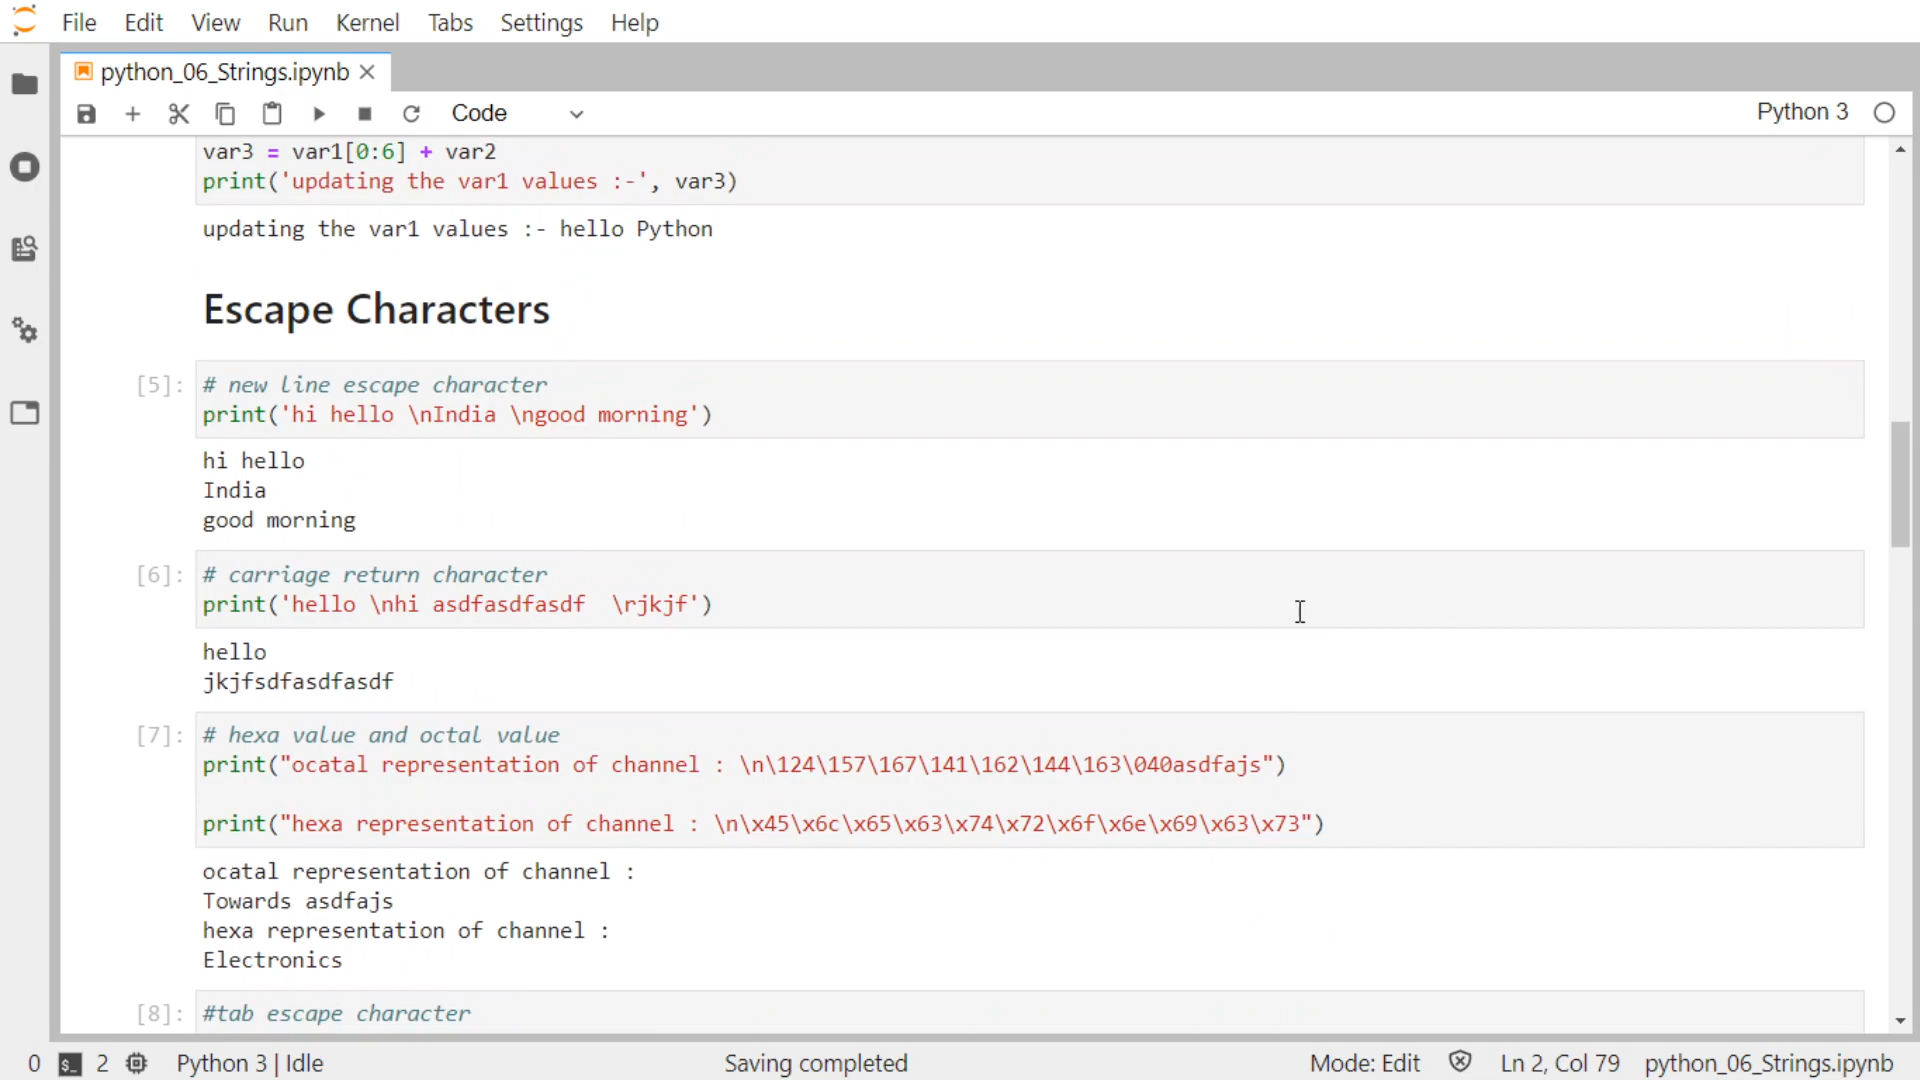 File Edit View Run Kernel Tabs Settings Help
python_06_Strings.ipynb
Code
Python 3
var3 = var1[0:6] + var2
print('updating the var1 values :-', var3)
updating the var1 values :- hello Python
Escape Characters
[5]: # new line escape character
print('hi hello \nIndia \ngood morning')
hi hello
India
good morning
[6]: # carriage return character
print('hello \nhi asdfasdfasdf  \rjkjf')
hello
jkjfsdfasdfasdf
[7]: # hexa value and octal value
print("ocatal representation of channel : \n\124\157\167\141\162\144\163\040asdfajs")
print("hexa representation of channel : \n\x45\x6c\x65\x63\x74\x72\x6f\x6e\x69\x63\x73")
ocatal representation of channel :
Towards asdfajs
hexa representation of channel :
Electronics
[8]: #tab escape character
0 $_ 2 Python 3 | Idle Saving completed Mode: Edit Ln 2, Col 79 python_06_Strings.ipynb